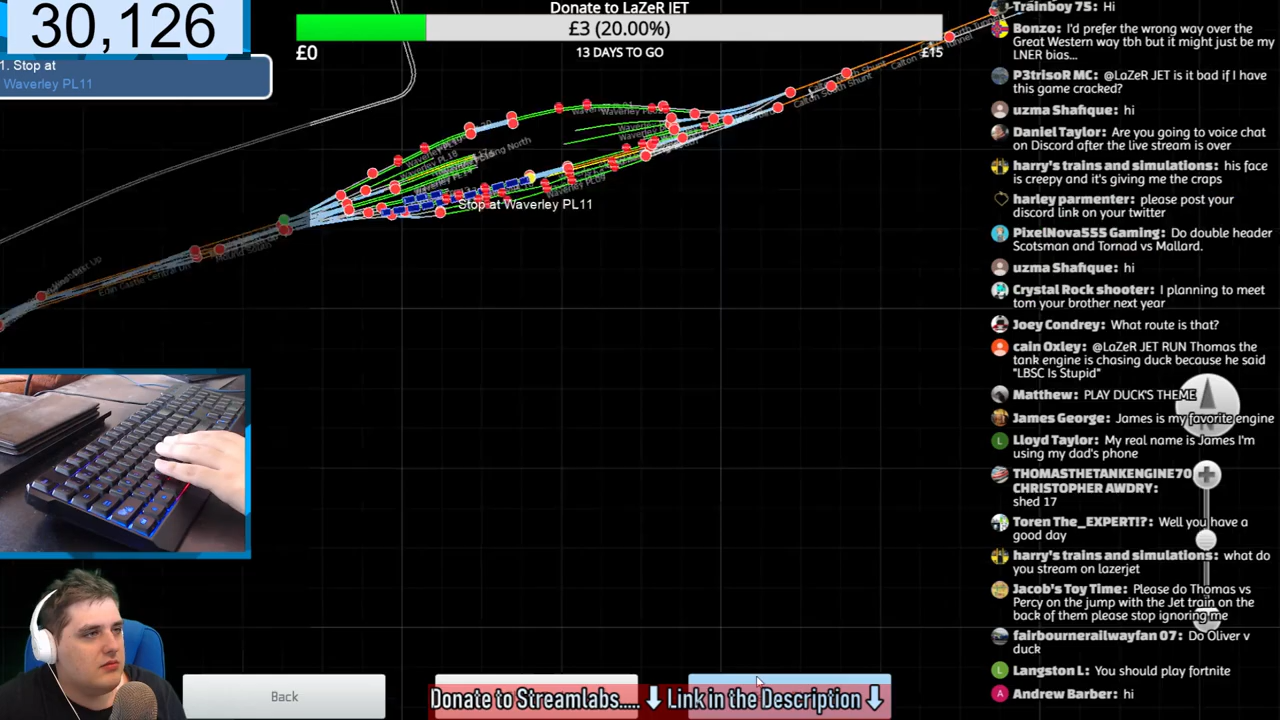 30,126
Donate to LaZeR JET
£3 (20.00%)
£0
13 DAYS TO GO
£15
1. Stop at
Waverley PL11
Stop at Waverley PL11
Calton South Shunt
Back
Donate to Streamlabs..... Link in the Description
Trainboy 75: Hi
Bonzo: I'd prefer the wrong way over the
Great Western way tbh but it might just be my
LNER bias...
P3trisoR MC: @LaZeR JET is it bad if I have
this game cracked?
uzma Shafique: hi
Daniel Taylor: Are you going to voice chat
on Discord after the live stream is over
harry's trains and simulations: his face
is creepy and it's giving me the craps
harley parmenter: please post your
discord link on your twitter
PixelNova555 Gaming: Do double header
Scotsman and Tornad vs Mallard.
uzma Shafique: hi
Crystal Rock shooter: I planning to meet
tom your brother next year
Joey Condrey: What route is that?
cain Oxley: @LaZeR JET RUN Thomas the
tank engine is chasing duck because he said
"LBSC Is Stupid"
Matthew: PLAY DUCK'S THEME
James George: James is my favorite engine
Lloyd Taylor: My real name is James I'm
using my dad's phone
THOMASTHETANKENGINE70
CHRISTOPHER AWDRY:
shed 17
Toren The_EXPERT!?: Well you have a
good day
harry's trains and simulations: what do
you stream on lazerjet
Jacob's Toy Time: Please do Thomas vs
Percy on the jump with the Jet train on the
back of them please stop ignoring me
fairbournerailwayfan 07: Do Oliver v
duck
Langston L: You should play fortnite
Andrew Barber: hi